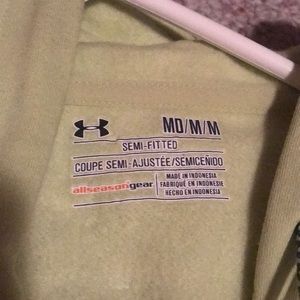 MD/M/M
SEMI-FITTED
COUPE SEMI-AJUSTÉE/SEMICEÑIDO
allseasongear
MADE IN INDONESIA
FABRIQUÉ EN INDONÉSIE
HECHO EN INDONESIA